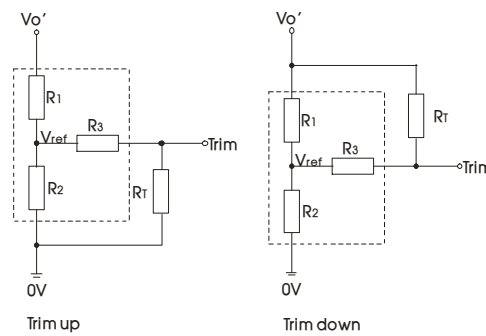 Vo'
R1
Vref
R3
Trim
R2
RT
0V
Trim up
Vo'
R1
RT
Vref
R3
Trim
R2
0V
Trim down